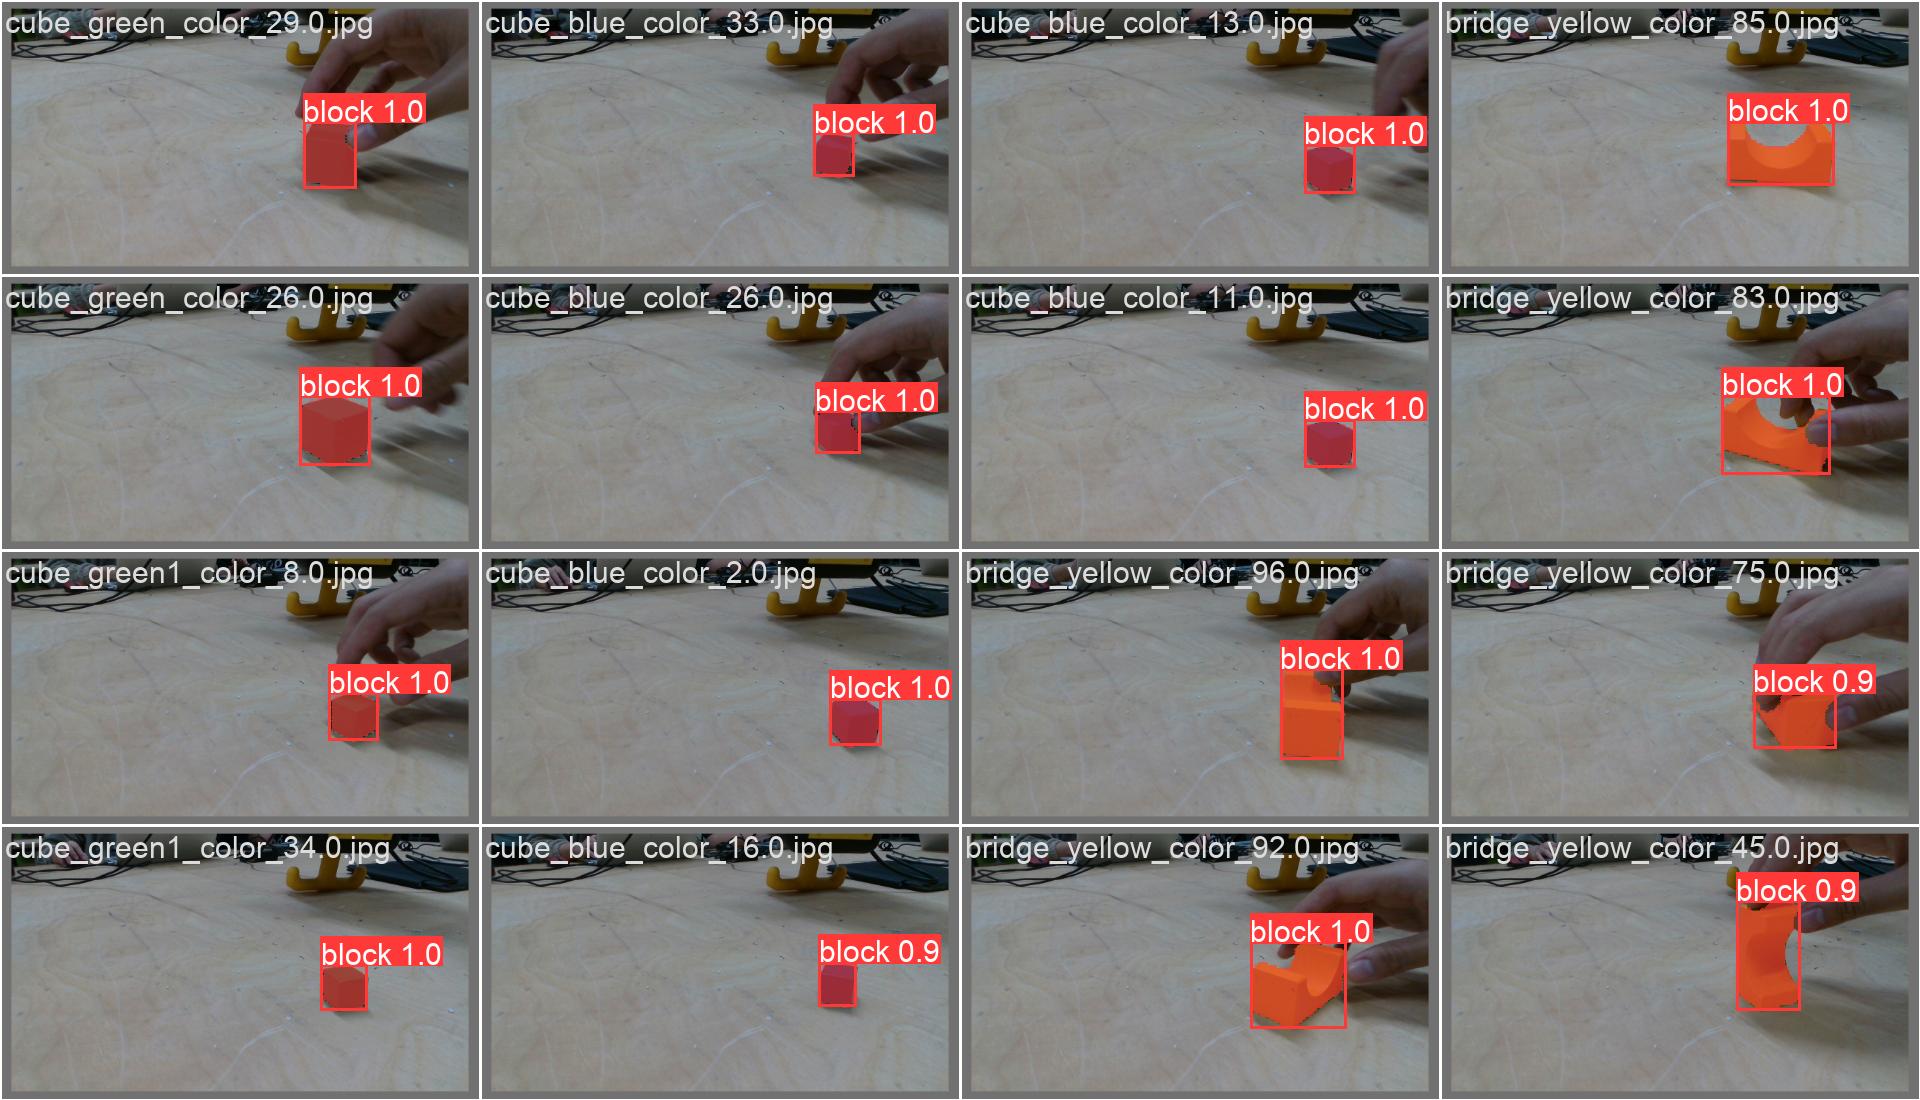 cube_green_color_29.0.jpg
block 1.0
cube_blue_color_33.0.jpg
block 1.0
cube_blue_color_13.0.jpg
block 1.0
bridge_yellow_color_85.0.jpg
block 1.0
cube_green_color_26.0.jpg
block 1.0
cube_blue_color_26.0.jpg
block 1.0
cube_blue_color_11.0.jpg
block 1.0
bridge_yellow_color_83.0.jpg
block 1.0
cube_green1_color_8.0.jpg
block 1.0
cube_blue_color_2.0.jpg
block 1.0
bridge_yellow_color_96.0.jpg
block 1.0
bridge_yellow_color_75.0.jpg
block 0.9
cube_green1_color_34.0.jpg
block 1.0
cube_blue_color_16.0.jpg
block 0.9
bridge_yellow_color_92.0.jpg
block 1.0
bridge_yellow_color_45.0.jpg
block 0.9